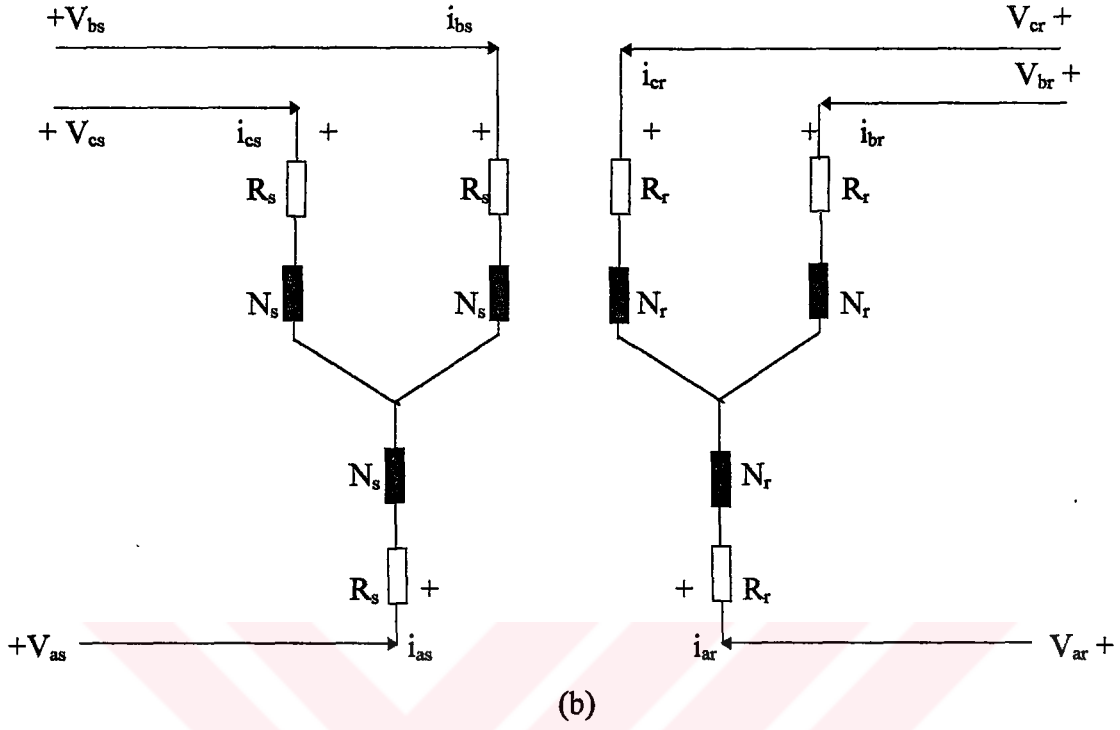 +V_bs i_bs V_cr +
i_cr V_br +
+ V_cs i_cs + + + + i_br
R_s R_s R_r R_r
N_s N_s N_r N_r
N_s N_r
R_s + + R_r
+V_as i_as i_ar V_ar +
(b)